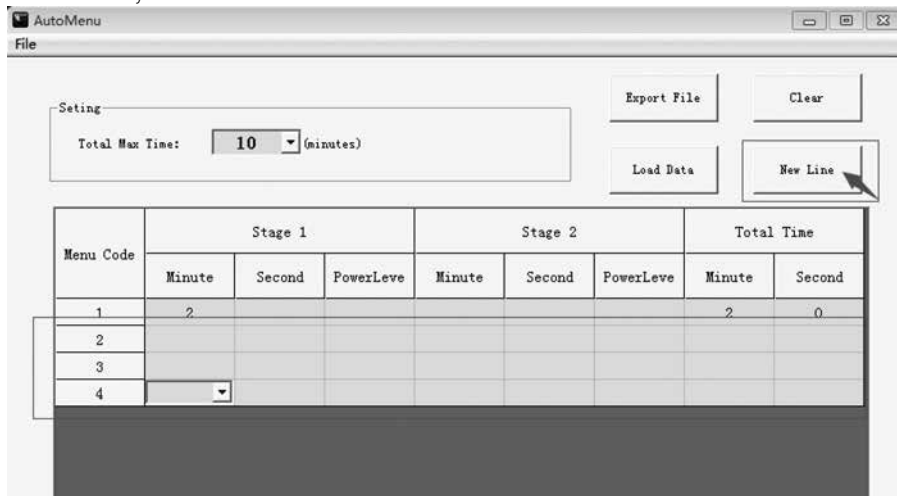 AutoMenu
File
Export File
Clear
Seting
Total Max Time:
10
(minutes)
Load Data
New Line
Menu Code
Stage 1
Stage 2
Total Time
Minute
Second
PowerLeve
Minute
Second
PowerLeve
Minute
Second
1
2
2
0
2
3
4